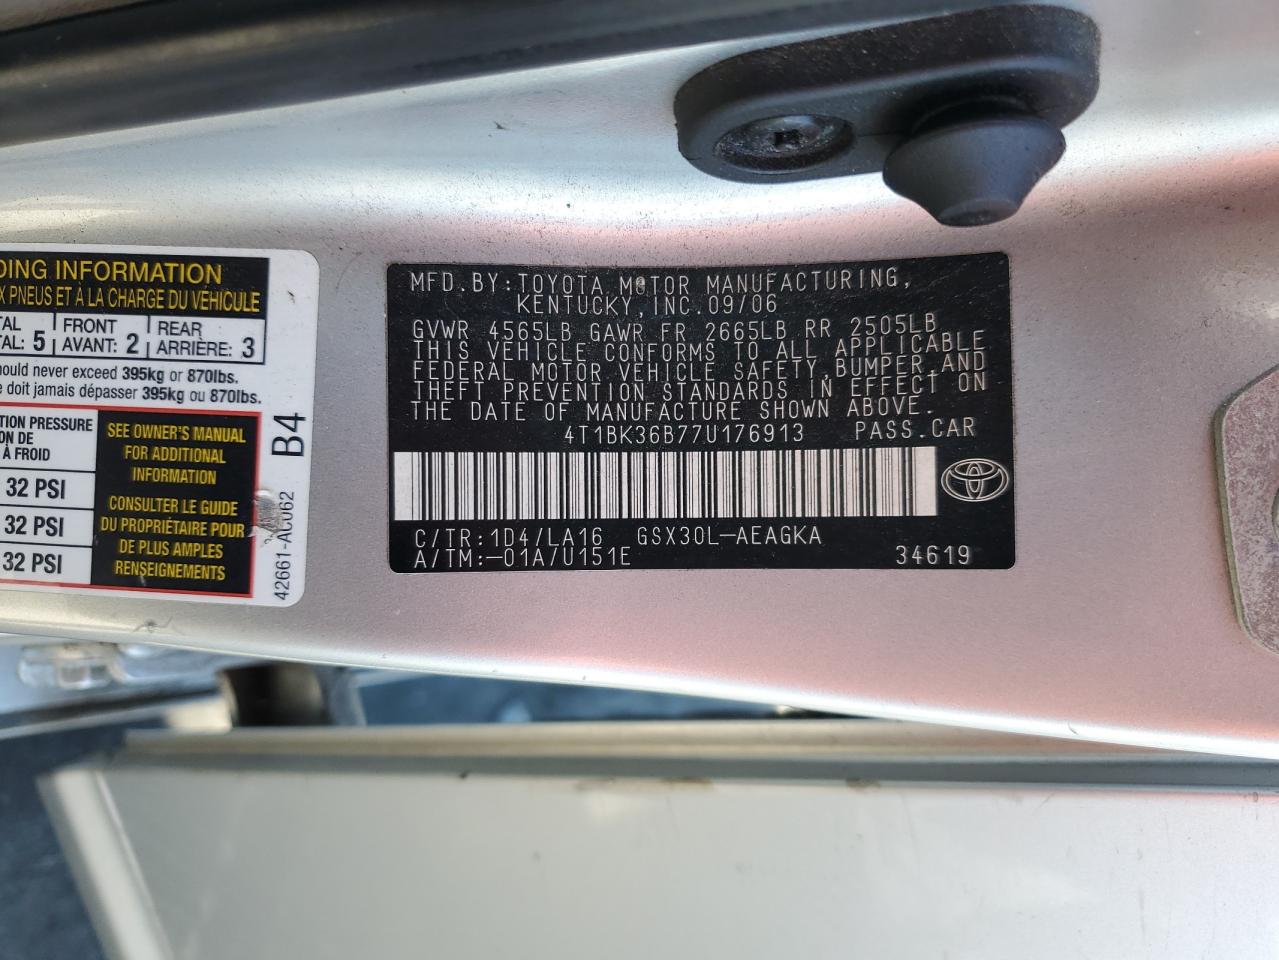 DING INFORMATION
X PNEUS ET À LA CHARGE DU VÉHICULE
TAL 5 FRONT 2 REAR 3
AL: AVANT: ARRIÈRE:
ould never exceed 395kg or 870lbs.
e doit jamais dépasser 395kg ou 870lbs.
TION PRESSURE
ON DE
À FROID
32 PSI
32 PSI
32 PSI
SEE OWNER'S MANUAL
FOR ADDITIONAL
INFORMATION
CONSULTER LE GUIDE
DU PROPRIÉTAIRE POUR
DE PLUS AMPLES
RENSEIGNEMENTS
B4
42661-AC062
MFD. BY: TOYOTA MOTOR MANUFACTURING,
KENTUCKY, INC. 09/06
GVWR 4565LB GAWR FR 2665LB RR 2505LB
THIS VEHICLE CONFORMS TO ALL APPLICABLE
FEDERAL MOTOR VEHICLE SAFETY, BUMPER, AND
THEFT PREVENTION STANDARDS IN EFFECT ON
THE DATE OF MANUFACTURE SHOWN ABOVE.
4T1BK36B77U176913 PASS. CAR
C/TR: 1D4/LA16 GSX30L-AEAGKA
A/TM: -01A/U151E 34619